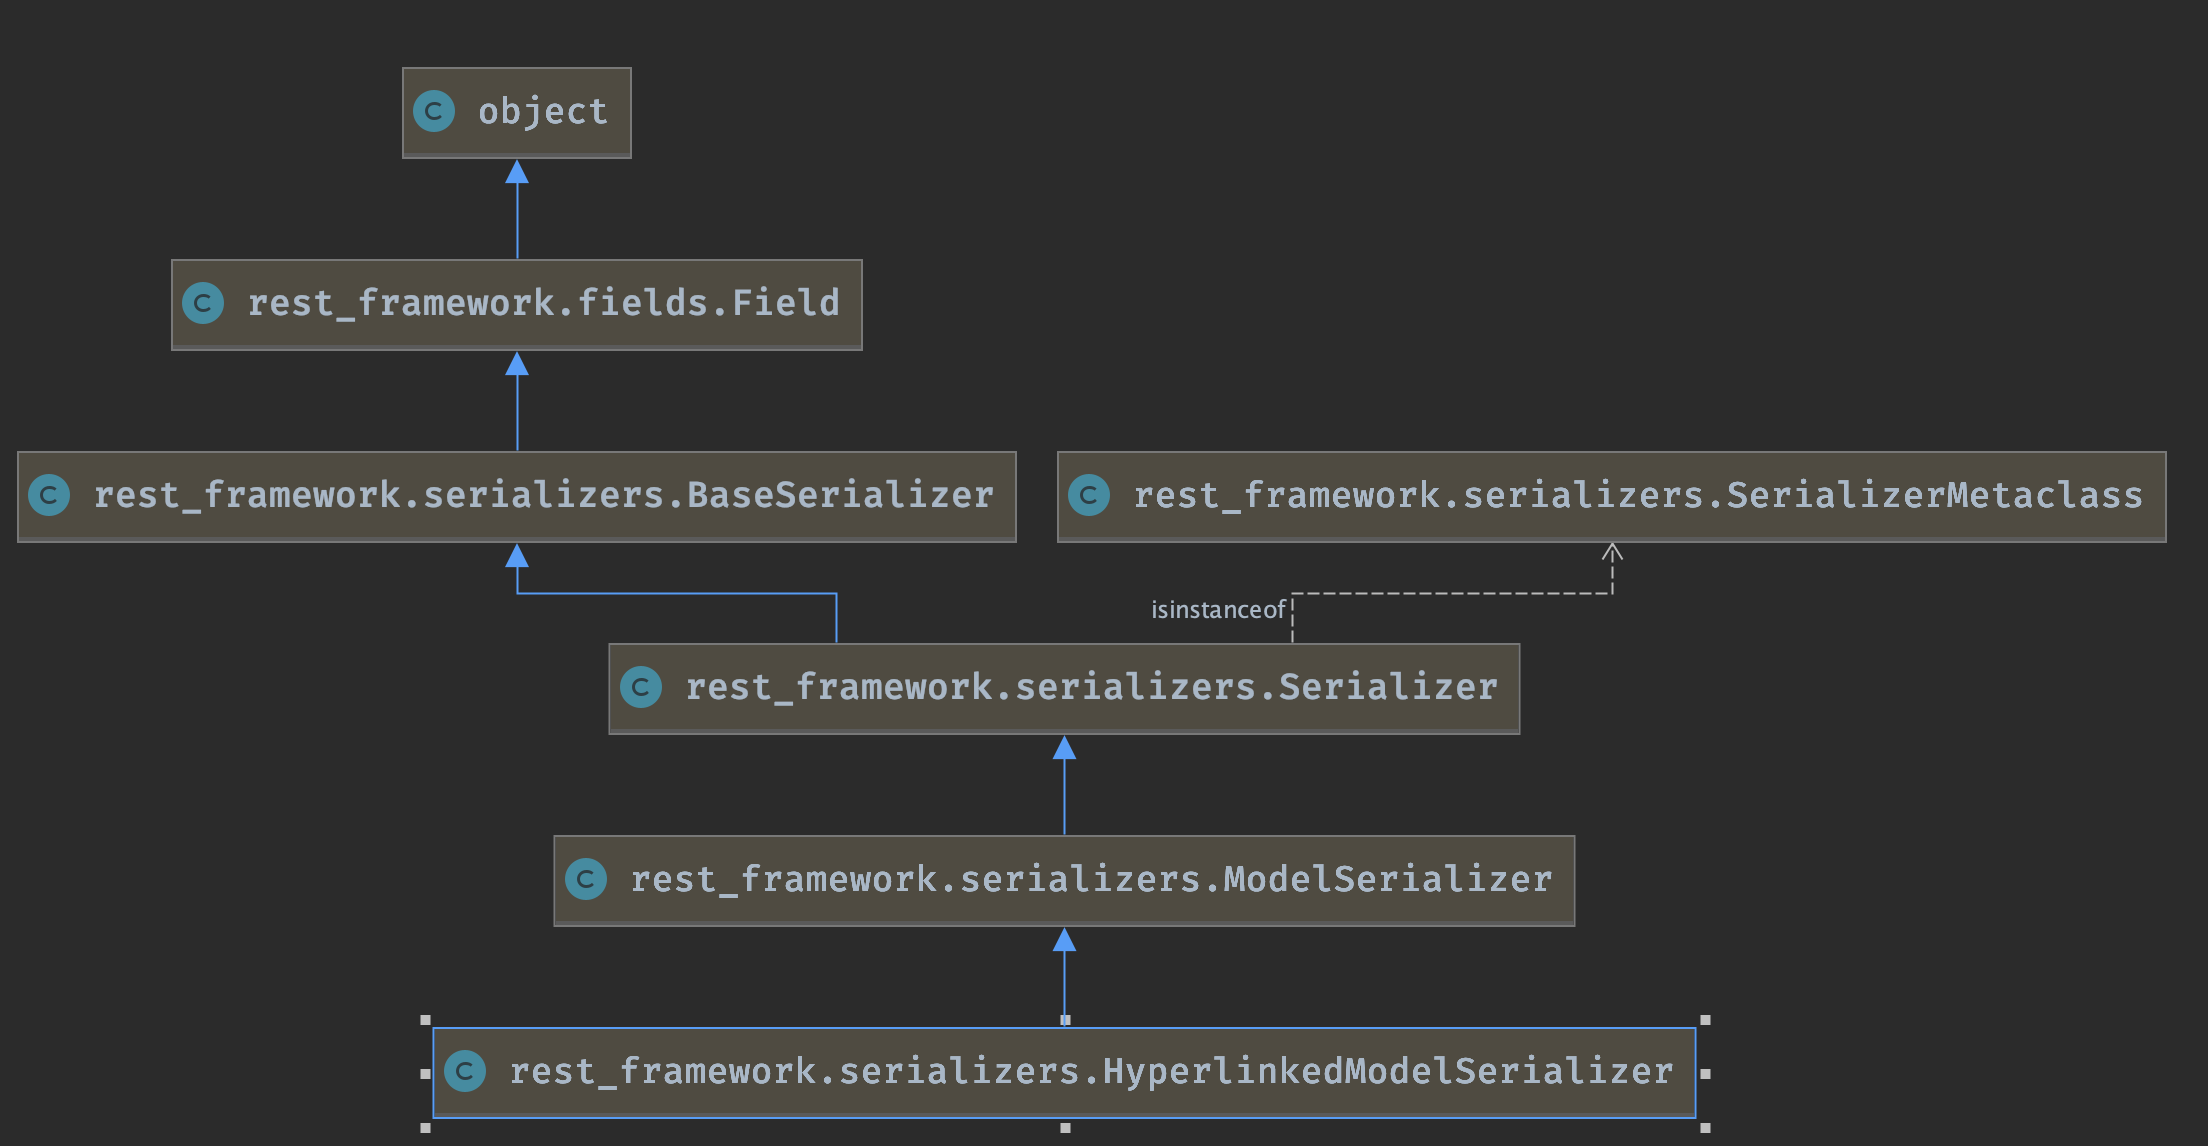 C object
C rest_framework.fields.Field
C rest_framework.serializers.BaseSerializer
C rest_framework.serializers.SerializerMetaclass
isinstanceof
C rest_framework.serializers.Serializer
C rest_framework.serializers.ModelSerializer
C rest_framework.serializers.HyperlinkedModelSerializer